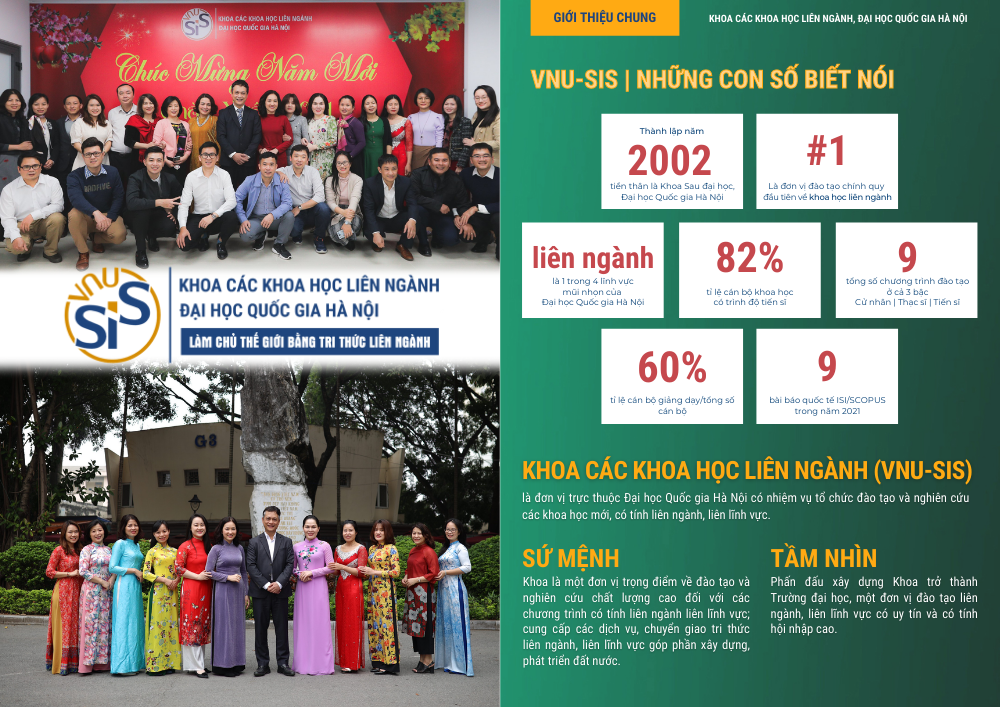 VNU
SIS
KHOA CÁC KHOA HỌC LIÊN NGÀNH
ĐẠI HỌC QUỐC GIA HÀ NỘI
Chúc Mừng Năm Mới
VNU
SIS
KHOA CÁC KHOA HỌC LIÊN NGÀNH
ĐẠI HỌC QUỐC GIA HÀ NỘI
LÀM CHỦ THẾ GIỚI BẰNG TRI THỨC LIÊN NGÀNH
G8
GIỚI THIỆU CHUNG
KHOA CÁC KHOA HỌC LIÊN NGÀNH, ĐẠI HỌC QUỐC GIA HÀ NỘI
VNU-SIS | NHỮNG CON SỐ BIẾT NÓI
Thành lập năm
2002
tiền thân là Khoa Sau đại học,
Đại học Quốc gia Hà Nội
#1
Là đơn vị đào tạo chính quy
đầu tiên về khoa học liên ngành
liên ngành
là 1 trong 4 lĩnh vực
mũi nhọn của
Đại học Quốc gia Hà Nội
82%
tỉ lệ cán bộ khoa học
có trình độ tiến sĩ
9
tổng số chương trình đào tạo
ở cả 3 bậc
Cử nhân | Thạc sĩ | Tiến sĩ
60%
tỉ lệ cán bộ giảng dạy/tổng số
cán bộ
9
bài báo quốc tế ISI/SCOPUS
trong năm 2021
KHOA CÁC KHOA HỌC LIÊN NGÀNH (VNU-SIS)
là đơn vị trực thuộc Đại học Quốc gia Hà Nội có nhiệm vụ tổ chức đào tạo và nghiên cứu
các khoa học mới, có tính liên ngành, liên lĩnh vực.
SỨ MỆNH
Khoa là một đơn vị trọng điểm về đào tạo và
nghiên cứu chất lượng cao đối với các
chương trình có tính liên ngành liên lĩnh vực;
cung cấp các dịch vụ, chuyển giao tri thức
liên ngành, liên lĩnh vực góp phần xây dựng,
phát triển đất nước.
TẦM NHÌN
Phấn đấu xây dựng Khoa trở thành
Trường đại học, một đơn vị đào tạo liên
ngành, liên lĩnh vực có uy tín và có tính
hội nhập cao.